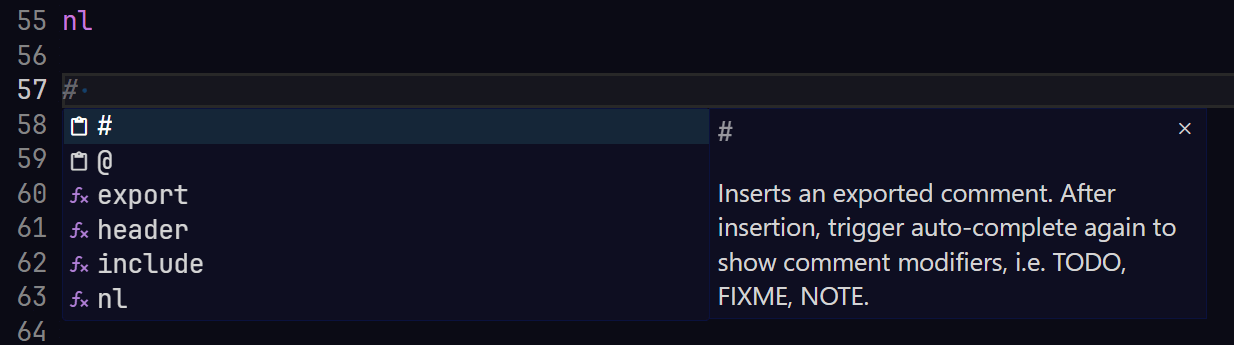 55 nl
56
57 #
58 #
59 @
60 export
61 header
62 include
63 nl
64
#
Inserts an exported comment. After
insertion, trigger auto-complete again to
show comment modifiers, i.e. TODO,
FIXME, NOTE.